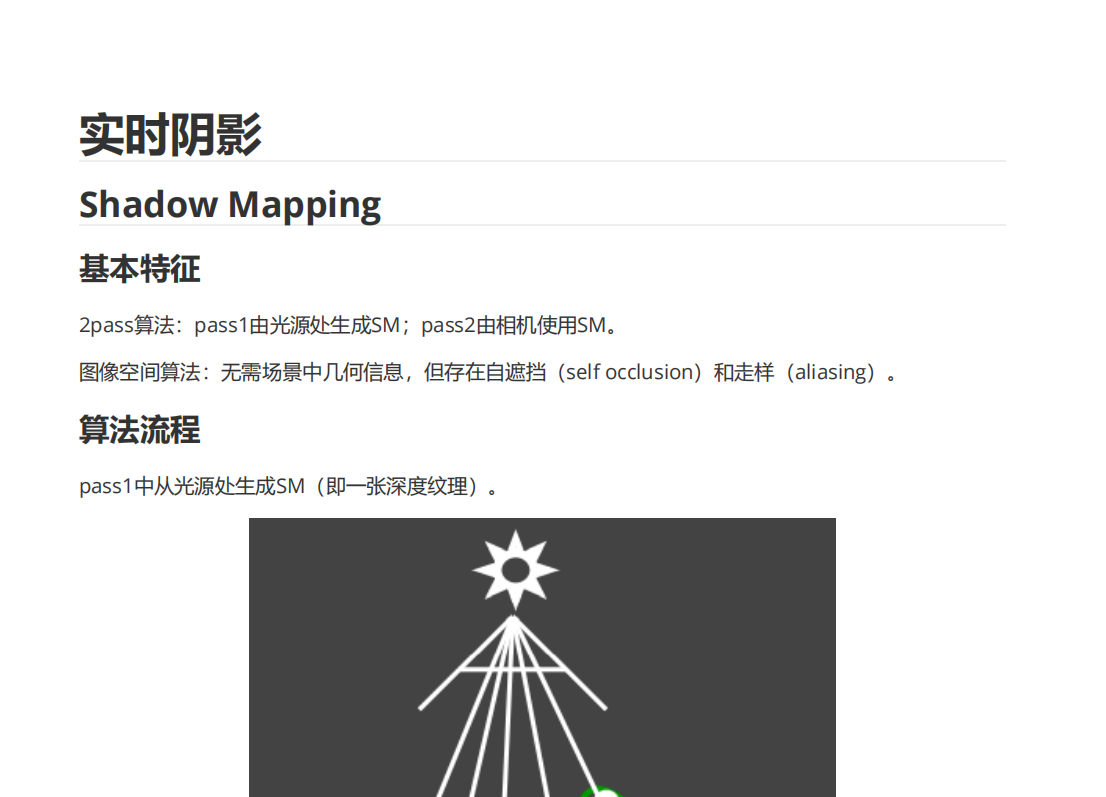 实时阴影
Shadow Mapping
基本特征
2pass算法：pass1由光源处生成SM；pass2由相机使用SM。
图像空间算法：无需场景中几何信息，但存在自遮挡（self occlusion）和走样（aliasing）。
算法流程
pass1中从光源处生成SM（即一张深度纹理）。